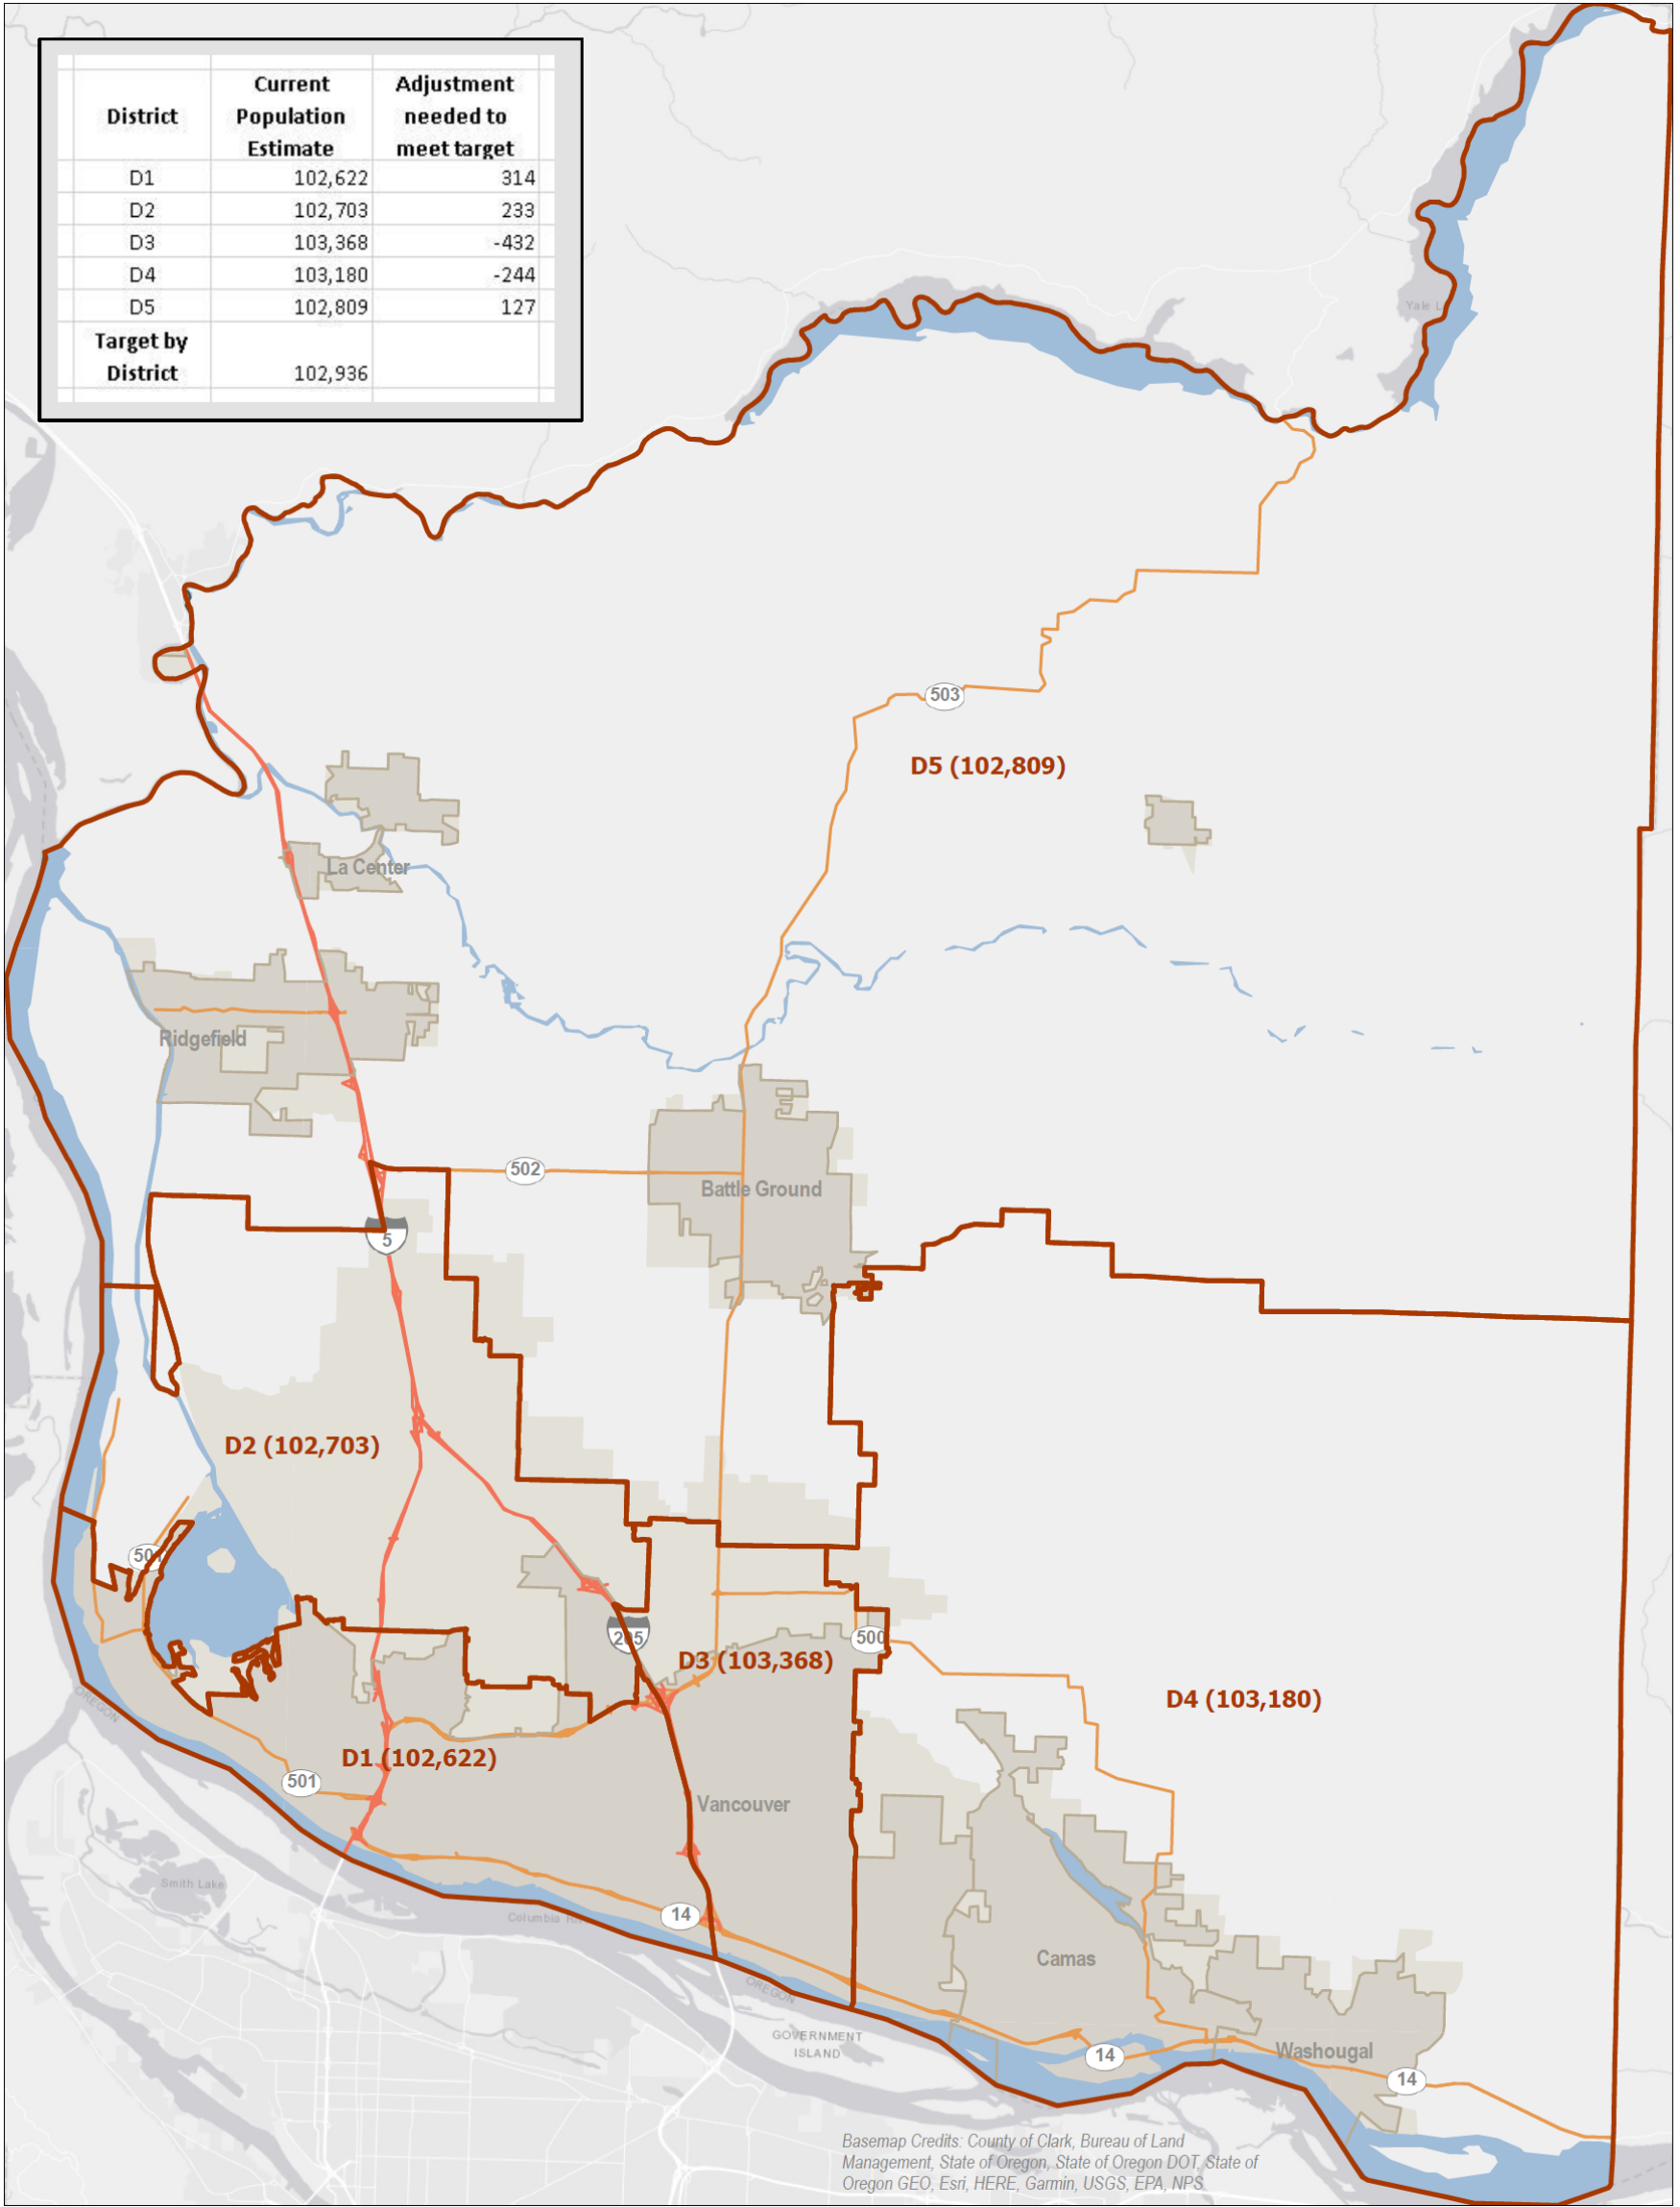 District Current Population Estimate Adjustment needed to meet target
D1 102,622 314
D2 102,703 233
D3 103,368 -432
D4 103,180 -244
D5 102,809 127
Target by District 102,936
503
D5 (102,809)
La Center
Ridgefield
502
Battle Ground
5
D2 (102,703)
501
205
500
D3 (103,368)
D4 (103,180)
OREGON
D1 (102,622)
501
Vancouver
Smith Lake
14
Columbia
Camas
OREGON
GOVERNMENT
ISLAND
14
Washougal
14
Basemap Credits: County of Clark, Bureau of Land
Management, State of Oregon, State of Oregon DOT, State of
Oregon GEO, Esri, HERE, Garmin, USGS, EPA, NPS